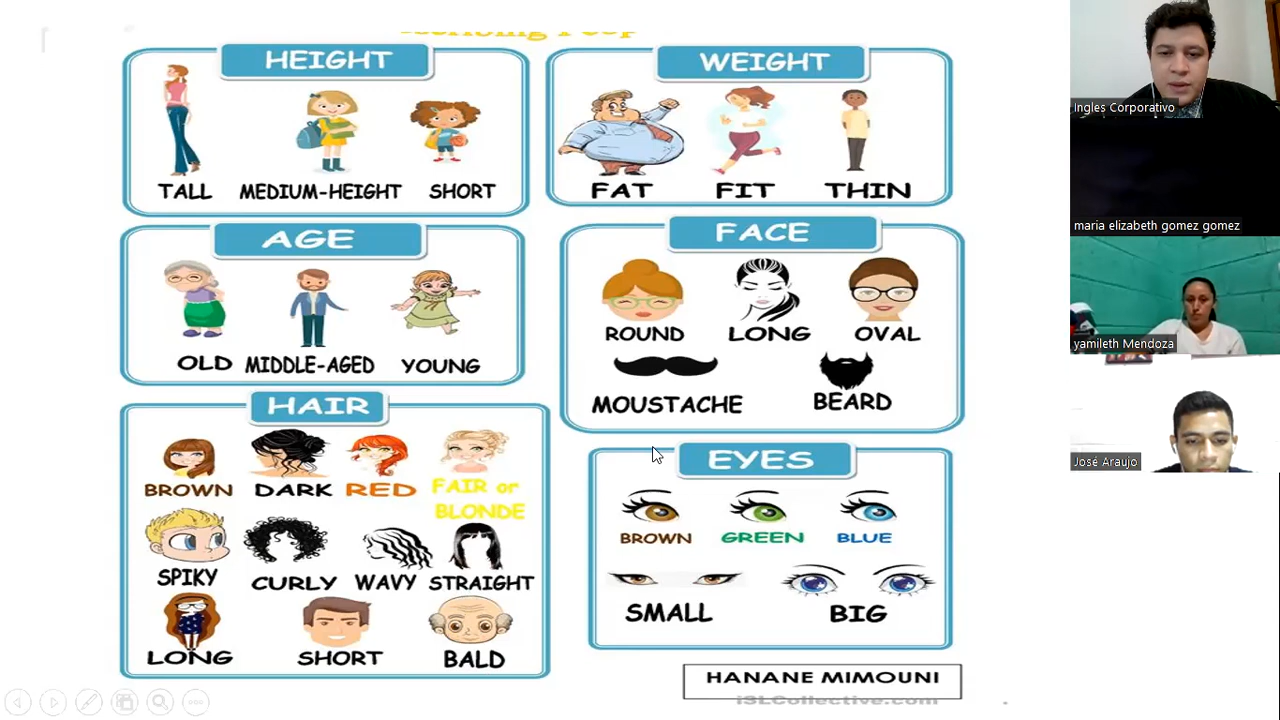 HEIGHT
TALL MEDIUM-HEIGHT SHORT
WEIGHT
FAT FIT THIN
AGE
OLD MIDDLE-AGED YOUNG
FACE
ROUND LONG OVAL
MOUSTACHE BEARD
HAIR
BROWN DARK RED FAIR or
BLONDE
SPIKY CURLY WAVY STRAIGHT
LONG SHORT BALD
EYES
BROWN GREEN BLUE
SMALL BIG
HANANE MIMOUNI
iSLCollective.com
Ingles Corporativo
maria elizabeth gomez gomez
yamileth Mendoza
José Araujo